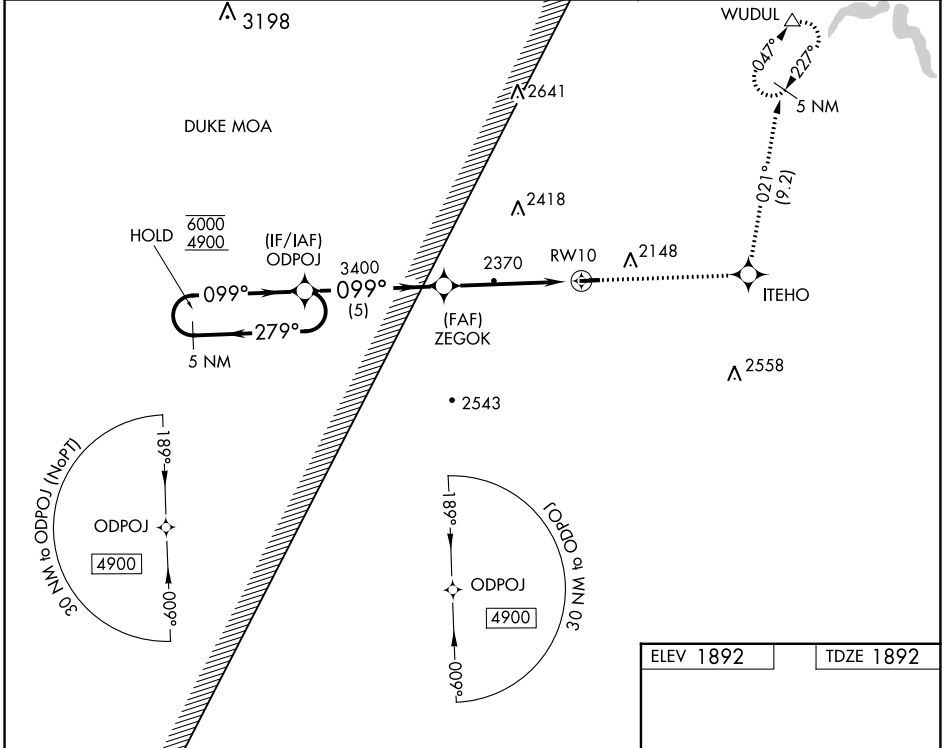 3198
WUDUL
047°
227°
5 NM
2641
DUKE MOA
021°
(9.2)
2418
HOLD
6000
4900
(IF/IAF)
ODPOJ
3400
099°
099°
(5)
2370
RW10
2148
ITEHO
279°
5 NM
(FAF)
ZEGOK
2558
2543
30 NM to ODPOJ (NoPT)
189°
ODPOJ
4900
009°
189°
30 NM to ODPOJ
ODPOJ
4900
009°
ELEV 1892
TDZE 1892